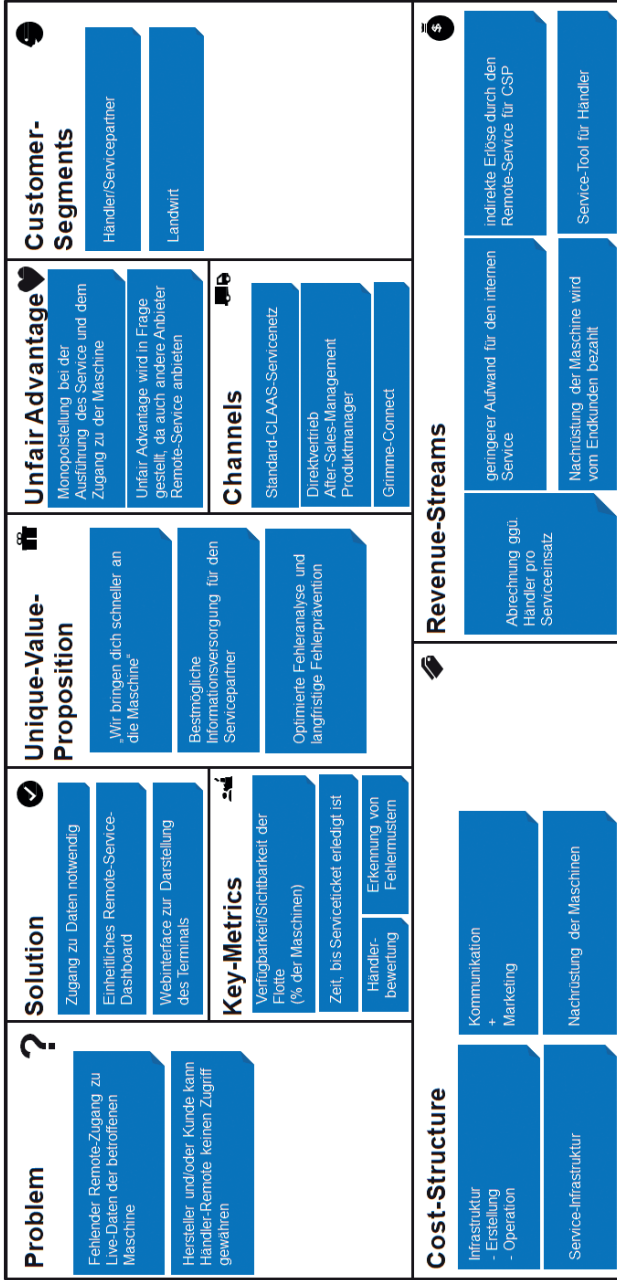 Problem
?
Fehlender Remote-Zugang zu
Live-Daten der betroffenen
Maschine
Hersteller und/oder Kunde kann
Händler-Remote keinen Zugriff
gewähren
Solution
Zugang zu Daten notwendig
Einheitliches Remote-Service-
Dashboard
Webinterface zur Darstellung
des Terminals
Key-Metrics
Verfügbarkeit/Sichtbarkeit der
Flotte
(% der Maschinen)
Zeit, bis Serviceticket erledigt ist
Händler-
bewertung
Erkennung von
Fehlermustern
Unique-Value-
Proposition
„Wir bringen dich schneller an
die Maschine“
Bestmögliche
Informationsversorgung für den
Servicepartner
Optimierte Fehleranalyse und
langfristige Fehlerprävention
Unfair Advantage
Monopolstellung bei der
Ausführung des Service und dem
Zugang zu der Maschine
Unfair Advantage wird in Frage
gestellt, da auch andere Anbieter
Remote-Service anbieten
Channels
Standard-CLAAS-Servicenetz
Direktvertrieb
After-Sales-Management
Produktmanager
Grimme-Connect
Customer-
Segments
Händler/Servicepartner
Landwirt
Cost-Structure
Infrastruktur
- Erstellung
- Operation
Kommunikation
+
Marketing
Service-Infrastruktur
Nachrüstung der Maschinen
Revenue-Streams
$
Abrechnung ggü.
Händler pro
Serviceeinsatz
geringerer Aufwand für den internen
Service
indirekte Erlöse durch den
Remote-Service für CSP
Nachrüstung der Maschine wird
vom Endkunden bezahlt
Service-Tool für Händler